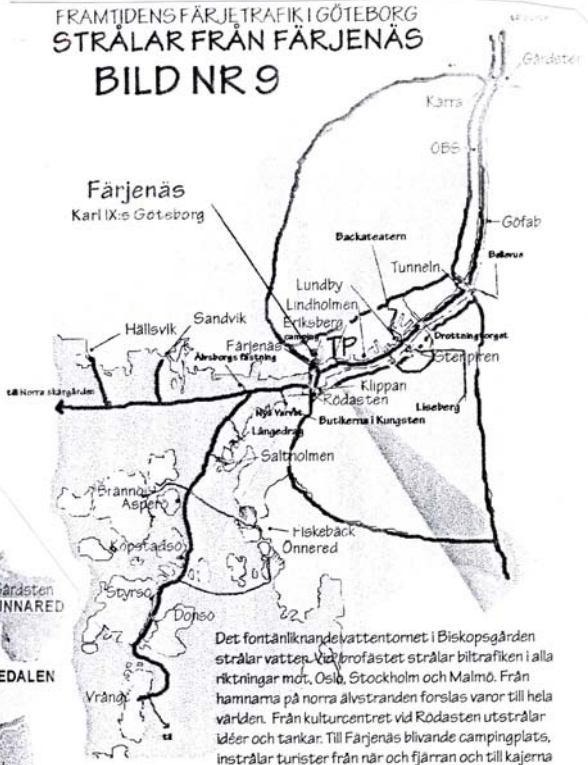 FRAMTIDENS FÄRJETRAFIK I GÖTEBORG
STRÅLAR FRÅN FÄRJENÄS
BILD NR 9
Gårdsten
Karra
OBS
Färjenäs
Karl IX:s Göteborg
Göfab
Backateatern
Tunneln
Bellevue
Lundby
Lindholmen
Eriksberg
camping
TP
Drottningtorget
Stenpiren
Hällsvik
Sandvik
Färjenäs
Älvsborgs fästning
Klippan
Rödasten
till Norra skärgården
Nya Varvet
Butikerna i Kungsten
Liseberg
Långedrag
Saltholmen
Brännö
Asperö
Fiskebäck
Önnered
Köpstadsö
Styrsö
Donsö
Vrångö
till
Gårdsten
NNARED
EDALEN
Det fontänliknande vattentornet i Biskopsgården
strålar vatten. Vid brofästet strålar biltrafiken i alla
riktningar mot, Oslo, Stockholm och Malmö. Från
hamnarna på norra älvstranden forslas varor till hela
världen. Från kulturcentret vid Rödasten utstrålar
idéer och tankar. Till Färjenäs blivande campingplats,
instrålar turister från när och fjärran och till kajerna